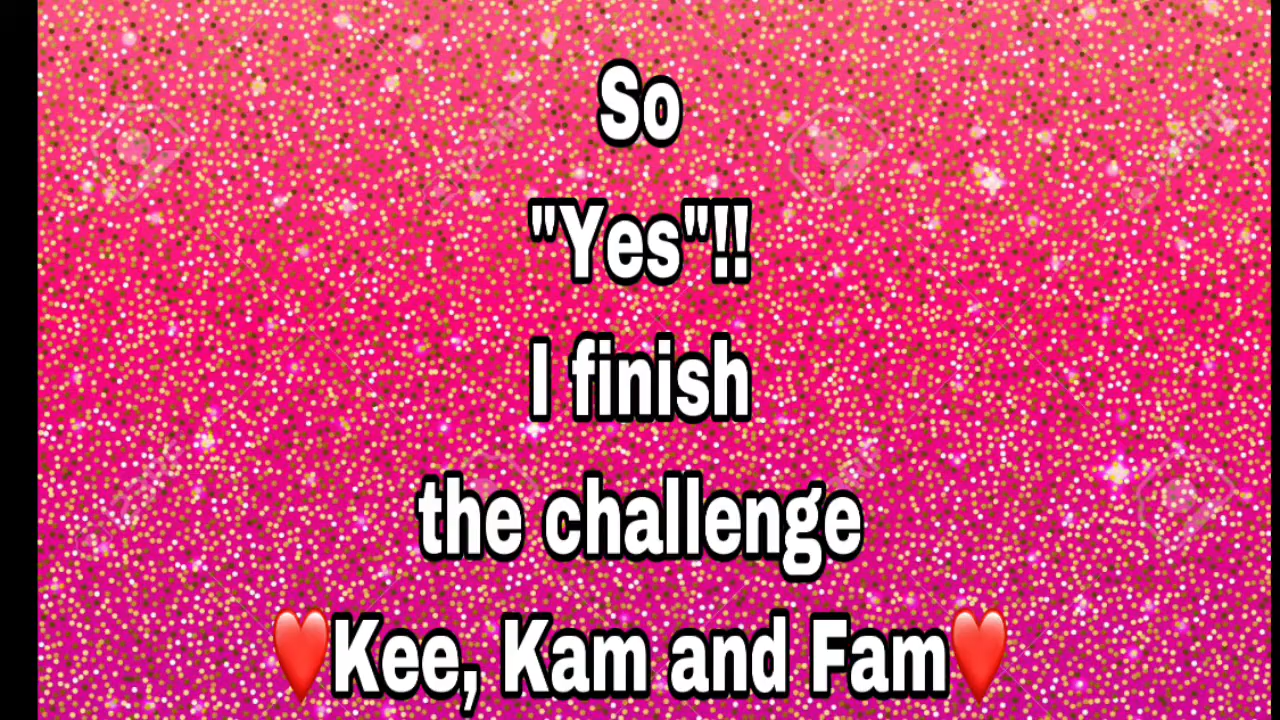 So
"Yes"!!
I finish
the challenge
❤️Kee, Kam and Fam❤️